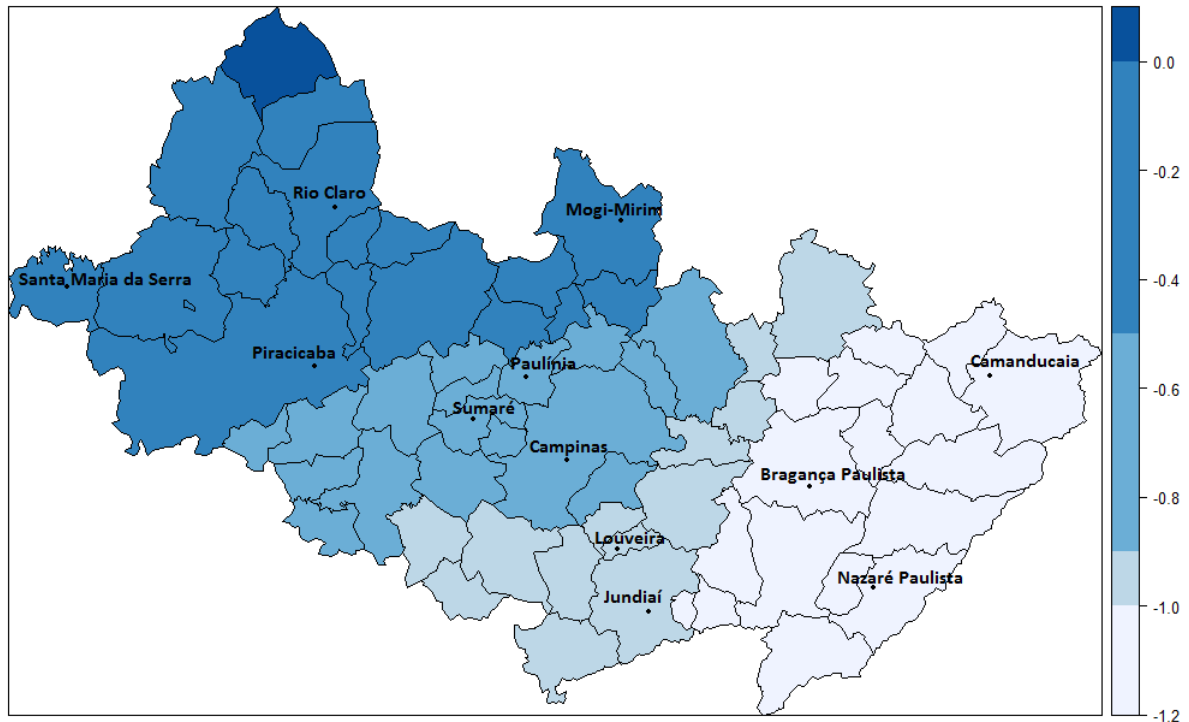 0.0
-0.2
Rio Claro
Mogi-Mirim
Santa Maria da Serra
-0.4
Piracicaba
Paulínia
Camanducaia
-0.6
Sumaré
Campinas
Bragança Paulista
-0.8
Louveira
Nazaré Paulista
Jundiaí
-1.0
-1.2